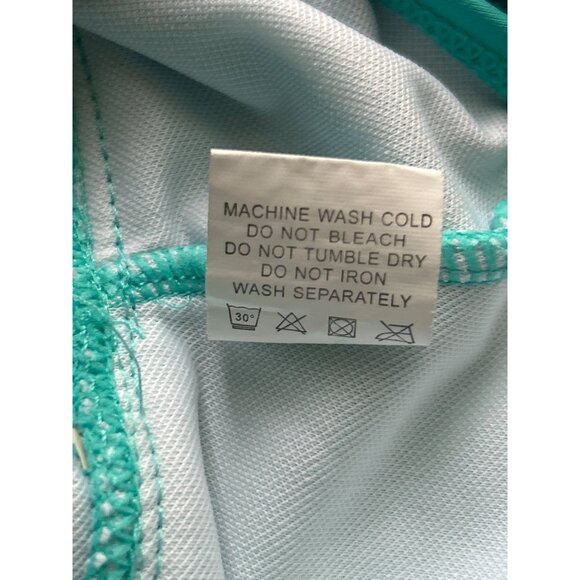 MACHINE WASH COLD
DO NOT BLEACH
DO NOT TUMBLE DRY
DO NOT IRON
WASH SEPARATELY
30°